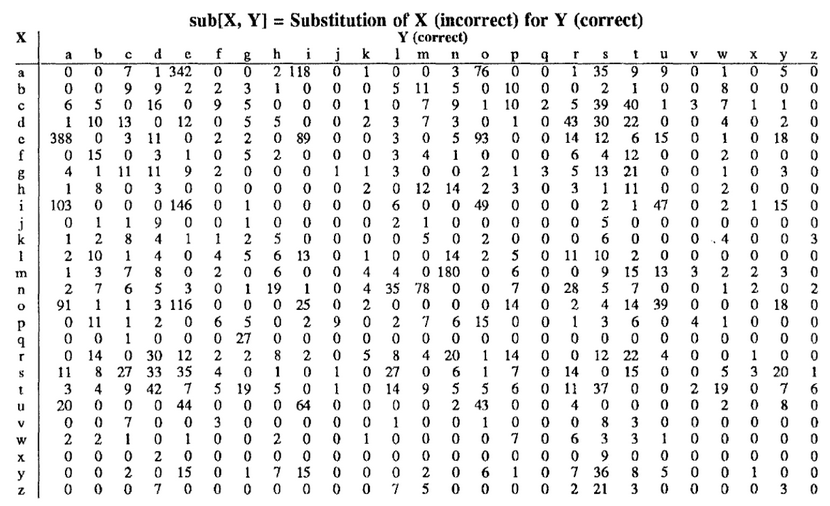 sub[X, Y] = Substitution of X (incorrect) for Y (correct)
X Y (correct)
a b c d e f g h i j k l m n o p q r s t u v w x y z
a 0 0 7 1 342 0 0 2 118 0 1 0 0 3 76 0 0 1 35 9 9 0 1 0 5 0
b 0 0 9 9 2 2 3 1 0 0 0 5 11 5 0 10 0 0 2 1 0 0 8 0 0 0
c 6 5 0 16 0 9 5 0 0 0 1 0 7 9 1 10 2 5 39 40 1 3 7 1 1 0
d 1 10 13 0 12 0 5 5 0 0 2 3 7 3 0 1 0 43 30 22 0 0 4 0 2 0
e 388 0 3 11 0 2 2 0 89 0 0 3 0 5 93 0 0 14 12 6 15 0 1 0 18 0
f 0 15 0 3 1 0 5 2 0 0 0 3 4 1 0 0 0 6 4 12 0 0 2 0 0 0
g 4 1 11 11 9 2 0 0 0 1 1 3 0 0 2 1 3 5 13 21 0 0 1 0 3 0
h 1 8 0 3 0 0 0 0 0 0 2 0 12 14 2 3 0 3 1 11 0 0 2 0 0 0
i 103 0 0 0 146 0 1 0 0 0 0 6 0 0 49 0 0 0 2 1 47 0 2 1 15 0
j 0 1 1 9 0 0 1 0 0 0 0 2 1 0 0 0 0 0 5 0 0 0 0 0 0 0
k 1 2 8 4 1 1 2 5 0 0 0 0 5 0 2 0 0 0 6 0 0 0 4 0 0 3
l 2 10 1 4 0 4 5 6 13 0 1 0 0 14 2 5 0 11 10 2 0 0 0 0 0 0
m 1 3 7 8 0 2 0 6 0 0 4 4 0 180 0 6 0 0 9 15 13 3 2 2 3 0
n 2 7 6 5 3 0 1 19 1 0 4 35 78 0 0 7 0 28 5 7 0 0 1 2 0 2
o 91 1 1 3 116 0 0 0 25 0 2 0 0 0 0 14 0 2 4 14 39 0 0 0 18 0
p 0 11 1 2 0 6 5 0 2 9 0 2 7 6 15 0 0 1 3 6 0 4 1 0 0 0
q 0 0 1 0 0 0 27 0 0 0 0 0 0 0 0 0 0 0 0 0 0 0 0 0 0 0
r 0 14 0 30 12 2 2 8 2 0 5 8 4 20 1 14 0 0 12 22 4 0 0 1 0 0
s 11 8 27 33 35 4 0 1 0 1 0 27 0 6 1 7 0 14 0 15 0 0 5 3 20 1
t 3 4 9 42 7 5 19 5 0 1 0 14 9 5 5 6 0 11 37 0 0 2 19 0 7 6
u 20 0 0 0 44 0 0 0 64 0 0 0 0 2 43 0 0 4 0 0 0 0 2 0 8 0
v 0 0 7 0 0 3 0 0 0 0 0 1 0 0 1 0 0 0 8 3 0 0 0 0 0 0
w 2 2 1 0 1 0 0 2 0 0 1 0 0 0 0 7 0 6 3 3 1 0 0 0 0 0
x 0 0 0 2 0 0 0 0 0 0 0 0 0 0 0 0 0 0 9 0 0 0 0 0 0 0
y 0 0 2 0 15 0 1 7 15 0 0 0 2 0 6 1 0 7 36 8 5 0 0 1 0 0
z 0 0 0 7 0 0 0 0 0 0 0 7 5 0 0 0 0 2 21 3 0 0 0 0 3 0